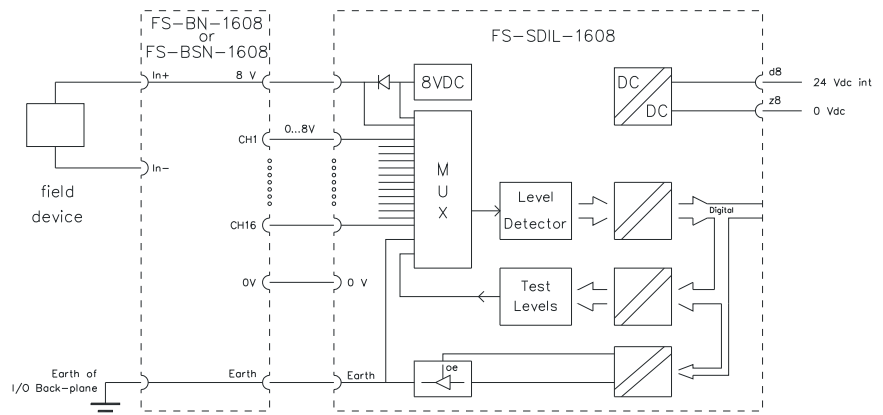 FS-BN-1608
or
FS-BSN-1608
FS-SDIL-1608
In+
8 V
8VDC
DC
DC
d8
24 Vdc int
z8
0 Vdc
CH1
0...8V
In-
field
device
M
U
X
Level
Detector
Digital
CH16
0V
0 V
Test
Levels
Earth of
I/O Back-plane
Earth
Earth
oe